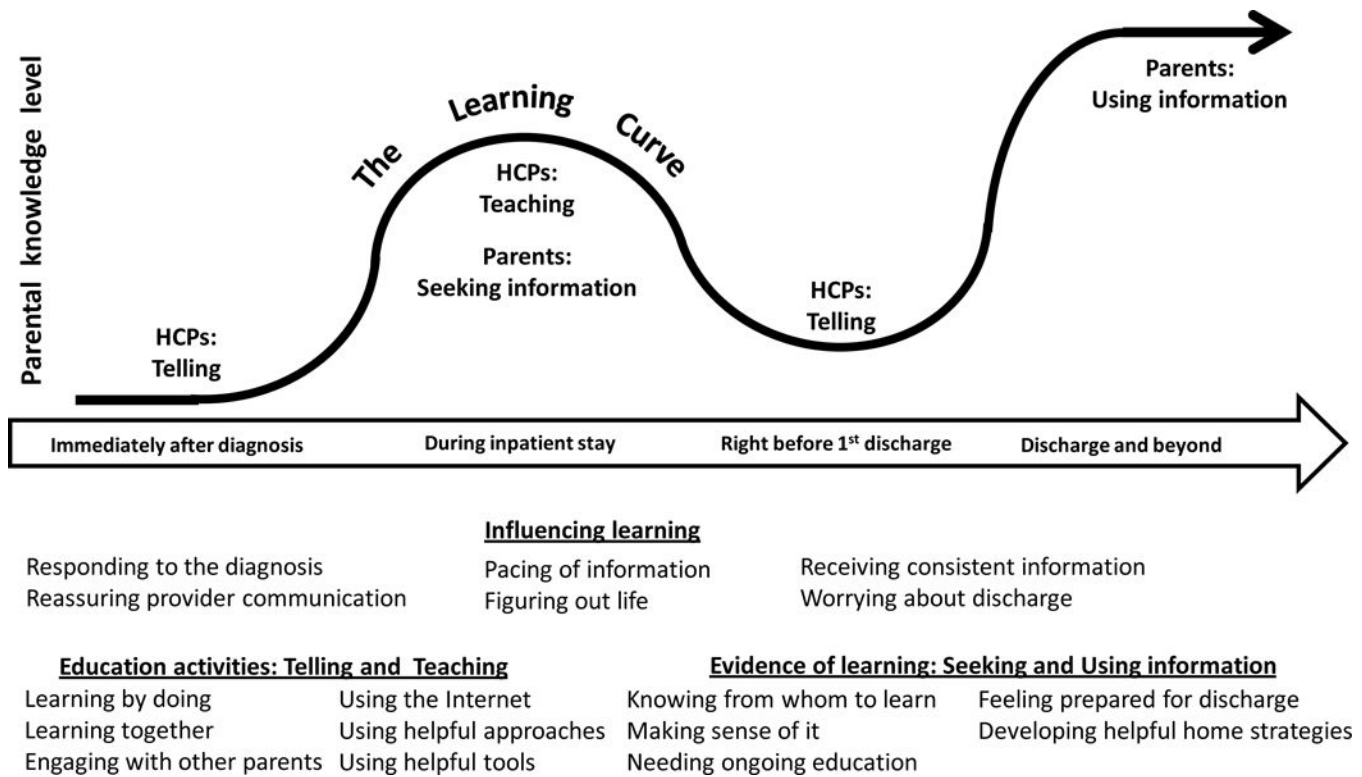 Parental knowledge level
The Learning Curve
HCPs:
Telling
HCPs:
Teaching
Parents:
Seeking information
HCPs:
Telling
Parents:
Using information
Immediately after diagnosis
During inpatient stay
Right before 1st discharge
Discharge and beyond
Influencing learning
Responding to the diagnosis
Reassuring provider communication
Pacing of information
Figuring out life
Receiving consistent information
Worrying about discharge
Education activities: Telling and Teaching
Learning by doing
Learning together
Engaging with other parents
Using the Internet
Using helpful approaches
Using helpful tools
Evidence of learning: Seeking and Using information
Knowing from whom to learn
Making sense of it
Needing ongoing education
Feeling prepared for discharge
Developing helpful home strategies